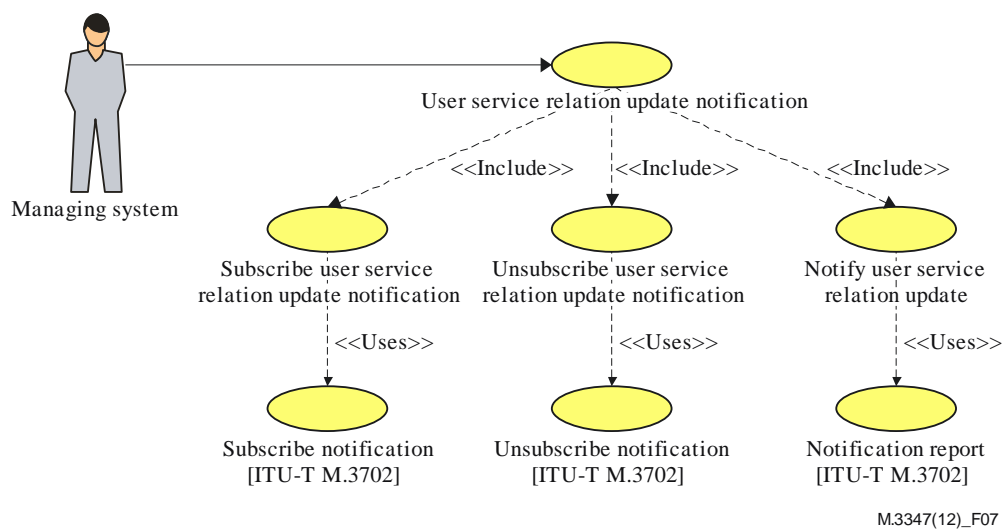 User service relation update notification
<<Include>>
<<Include>>
<<Include>>
Managing system
Subscribe user service
relation update notification
Unsubscribe user service
relation update notification
Notify user service
relation update
<<Uses>>
<<Uses>>
<<Uses>>
Subscribe notification
[ITU-T M.3702]
Unsubscribe notification
[ITU-T M.3702]
Notification report
[ITU-T M.3702]
M.3347(12)_F07